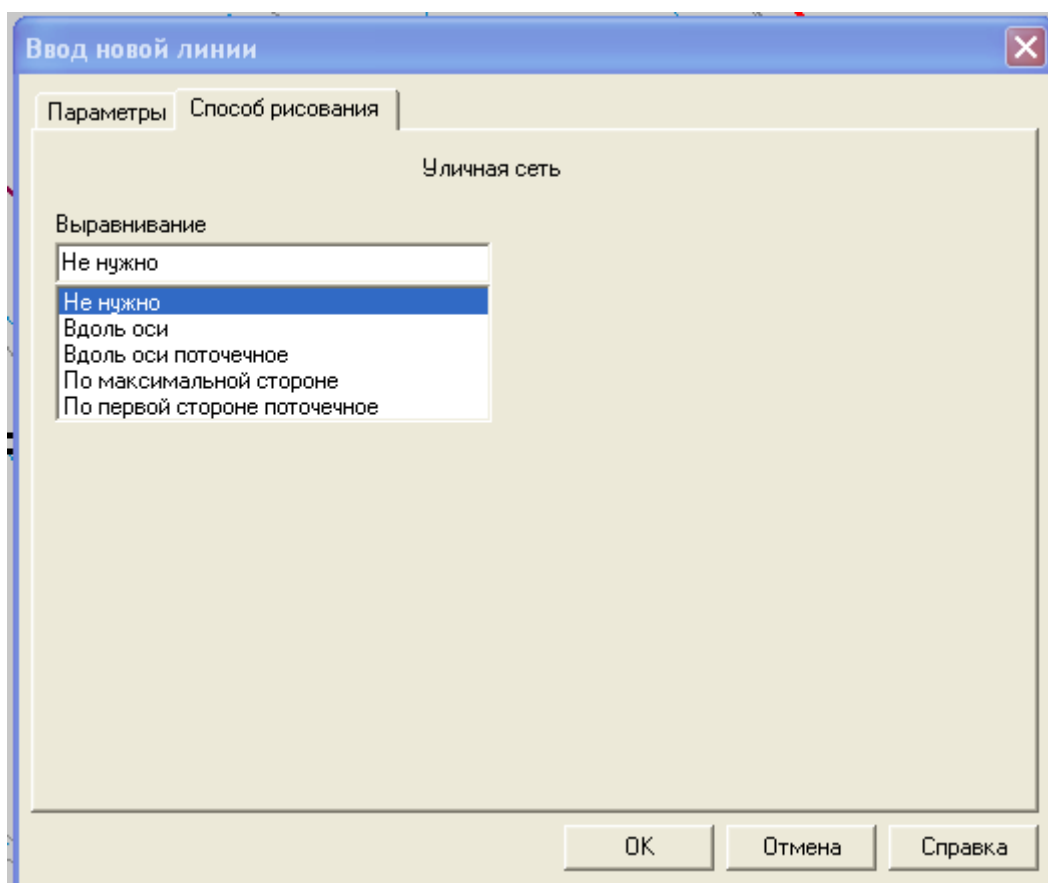 Ввод новой линии
Параметры
Способ рисования
Уличная сеть
Выравнивание
Не нужно
Не нужно
Вдоль оси
Вдоль оси поточечное
По максимальной стороне
По первой стороне поточечное
OK
Отмена
Справка